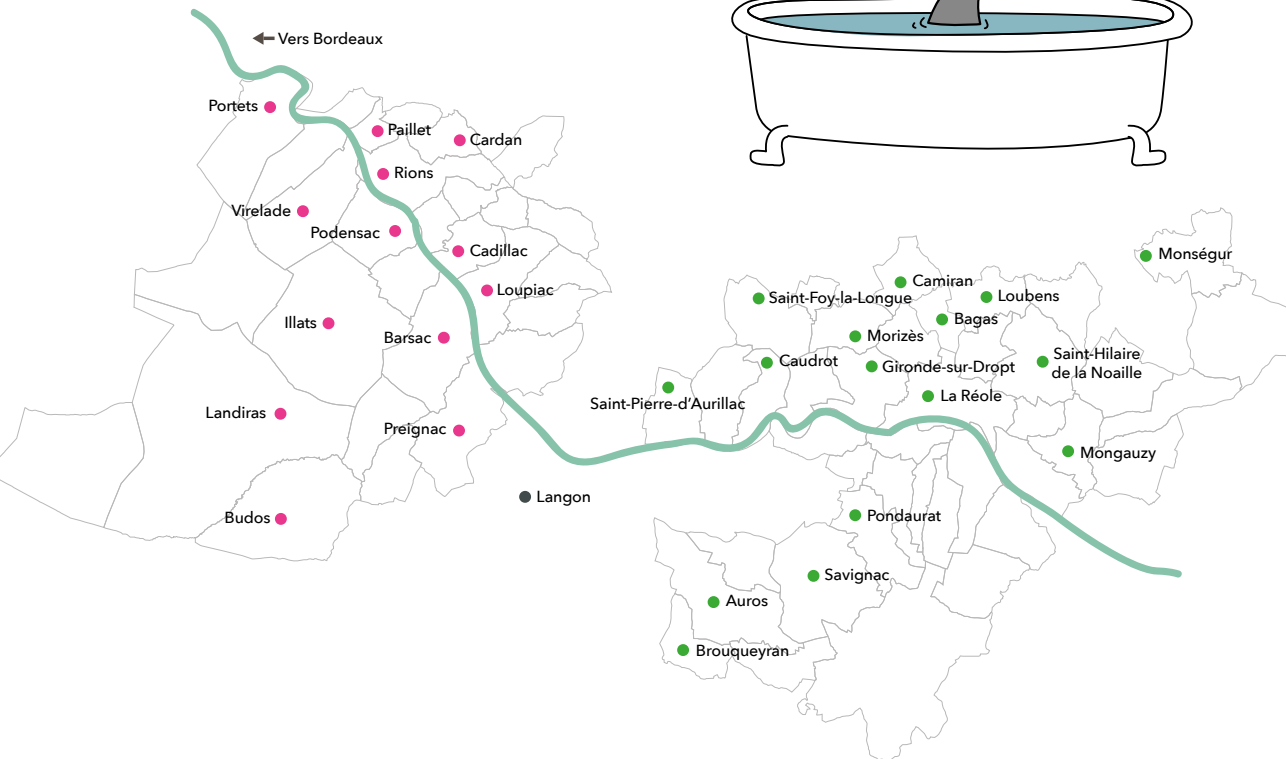 Vers Bordeaux
Portets
Paillet
Cardan
Rions
Virelade
Podensac
Cadillac
Loupiac
Illats
Barsac
Landiras
Preignac
Budos
Langon
Monségur
Camiran
Saint-Foy-la-Longue
Loubens
Bagas
Morizès
Caudrot
Gironde-sur-Dropt
Saint-Hilaire
de la Noaille
La Réole
Saint-Pierre-d’Aurillac
Mongauzy
Pondaurat
Savignac
Auros
Brouqueyran